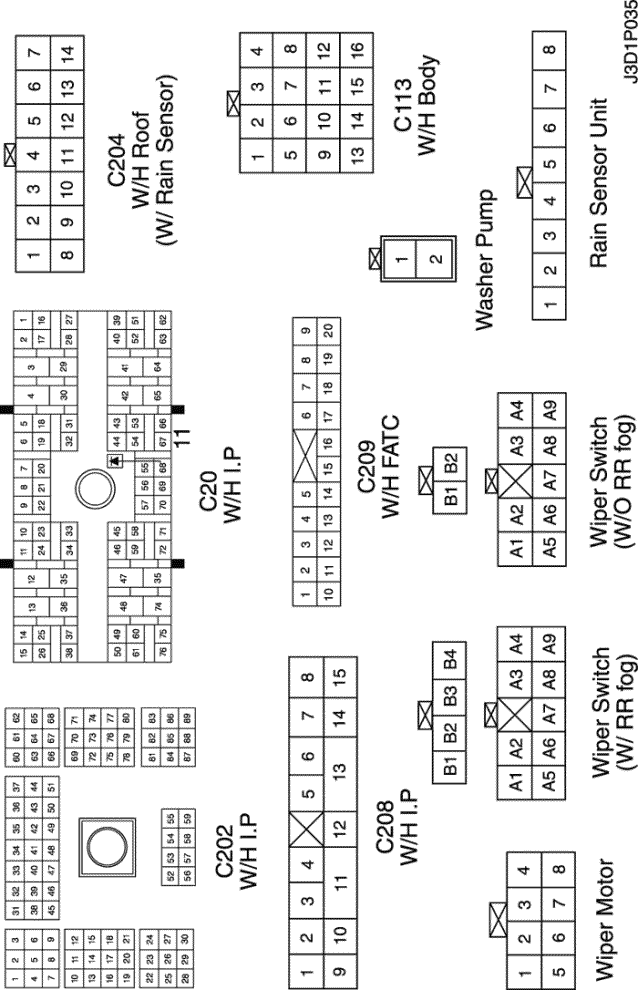 1 2 3 31 32 33 34 35 36 37 60 61 62
4 5 6 38 39 40 41 42 43 44 63 64 65
7 8 9 45 46 47 48 49 50 51 66 67 68
10 11 12 69 70 71
13 14 15 72 73 74
16 17 18 75 76 77
19 20 21 78 79 80
22 23 24 52 53 54 55 81 82 83
25 26 27 56 57 58 59 84 85 86
28 29 30 87 88 89
C202
W/H I.P
15 14 13 12 11 10 9 8 7 6 5 4 3 2 1
26 25 24 23 22 21 20 19 18 17 16
38 37 36 35 34 33 32 31 30 29 28 27
50 49 48 47 46 45 44 43 42 41 40 39
61 60 59 58 57 56 55 54 53 52 51
76 75 74 35 72 71 70 69 68 67 66 65 64 63 62
11
C20
W/H I.P
1 2 3 4 5 6 7
8 9 10 11 12 13 14
C204
W/H Roof
(W/ Rain Sensor)
1 2 3 4 5 6 7 8
9 10 11 12 13 14 15
C208
W/H I.P
1 2 3 4 5 6 7 8 9
10 11 12 13 14 15 16 17 18 19 20
C209
W/H FATC
1 2 3 4
5 6 7 8
9 10 11 12
13 14 15 16
C113
W/H Body
1
2
Washer Pump
1 2 3 4
5 6 7 8
Wiper Motor
B1 B2 B3 B4
A1 A2 A3 A4
A5 A6 A7 A8 A9
Wiper Switch
(W/ RR fog)
B1 B2
A1 A2 A3 A4
A5 A6 A7 A8 A9
Wiper Switch
(W/O RR fog)
1 2 3 4 5 6 7 8
Rain Sensor Unit
J3D1P035